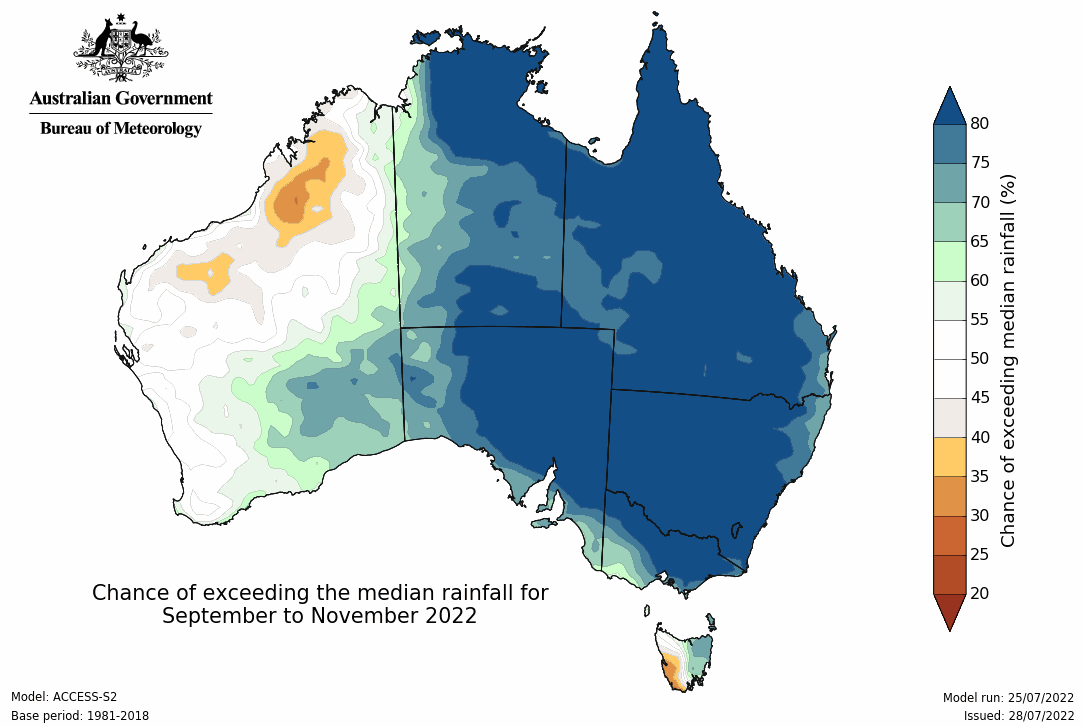 AUSTRALIA
Australian Government
Bureau of Meteorology
80
75
70
65
60
55
50
45
40
35
30
25
20
Chance of exceeding median rainfall (%)
Chance of exceeding the median rainfall for
September to November 2022
Model: ACCESS-S2
Base period: 1981-2018
Model run: 25/07/2022
Issued: 28/07/2022